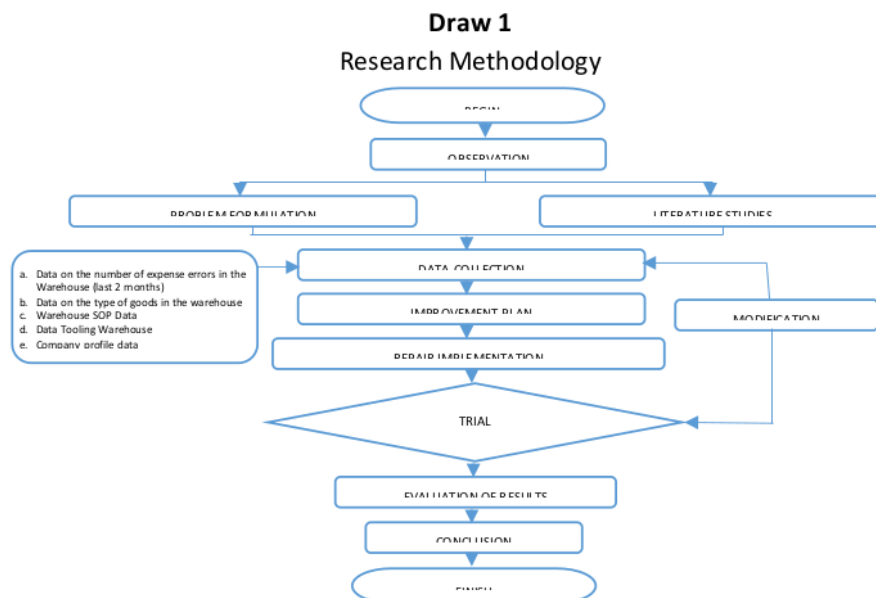 Draw 1
Research Methodology
BEGIN
OBSERVATION
PROBLEM FORMULATION
LITERATURE STUDIES
a. Data on the number of expense errors in the
Warehouse (last 2 months)
b. Data on the type of goods in the warehouse
c. Warehouse SOP Data
d. Data Tooling Warehouse
e. Company profile data
DATA COLLECTION
IMPROVEMENT PLAN
MODIFICATION
REPAIR IMPLEMENTATION
TRIAL
EVALUATION OF RESULTS
CONCLUSION
FINISH